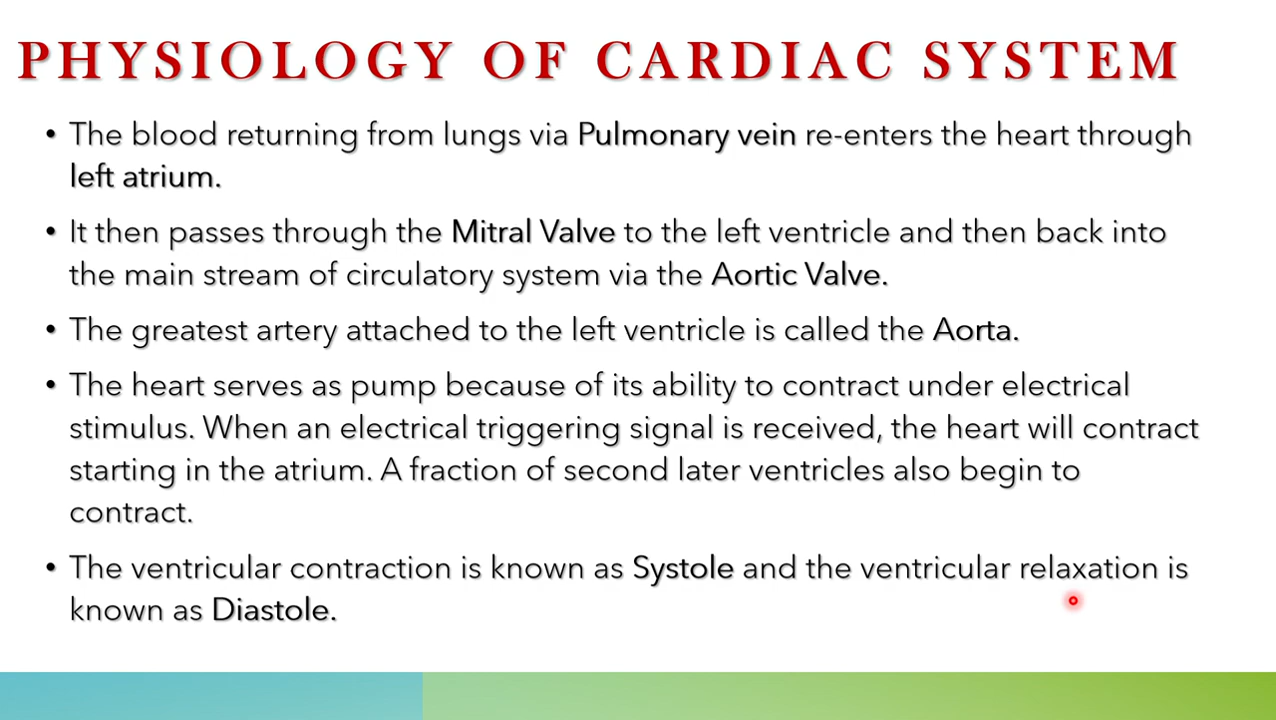 PHYSIOLOGY OF CARDIAC SYSTEM
• The blood returning from lungs via Pulmonary vein re-enters the heart through
left atrium.
• It then passes through the Mitral Valve to the left ventricle and then back into
the main stream of circulatory system via the Aortic Valve.
• The greatest artery attached to the left ventricle is called the Aorta.
• The heart serves as pump because of its ability to contract under electrical
stimulus. When an electrical triggering signal is received, the heart will contract
starting in the atrium. A fraction of second later ventricles also begin to
contract.
• The ventricular contraction is known as Systole and the ventricular relaxation is
known as Diastole.